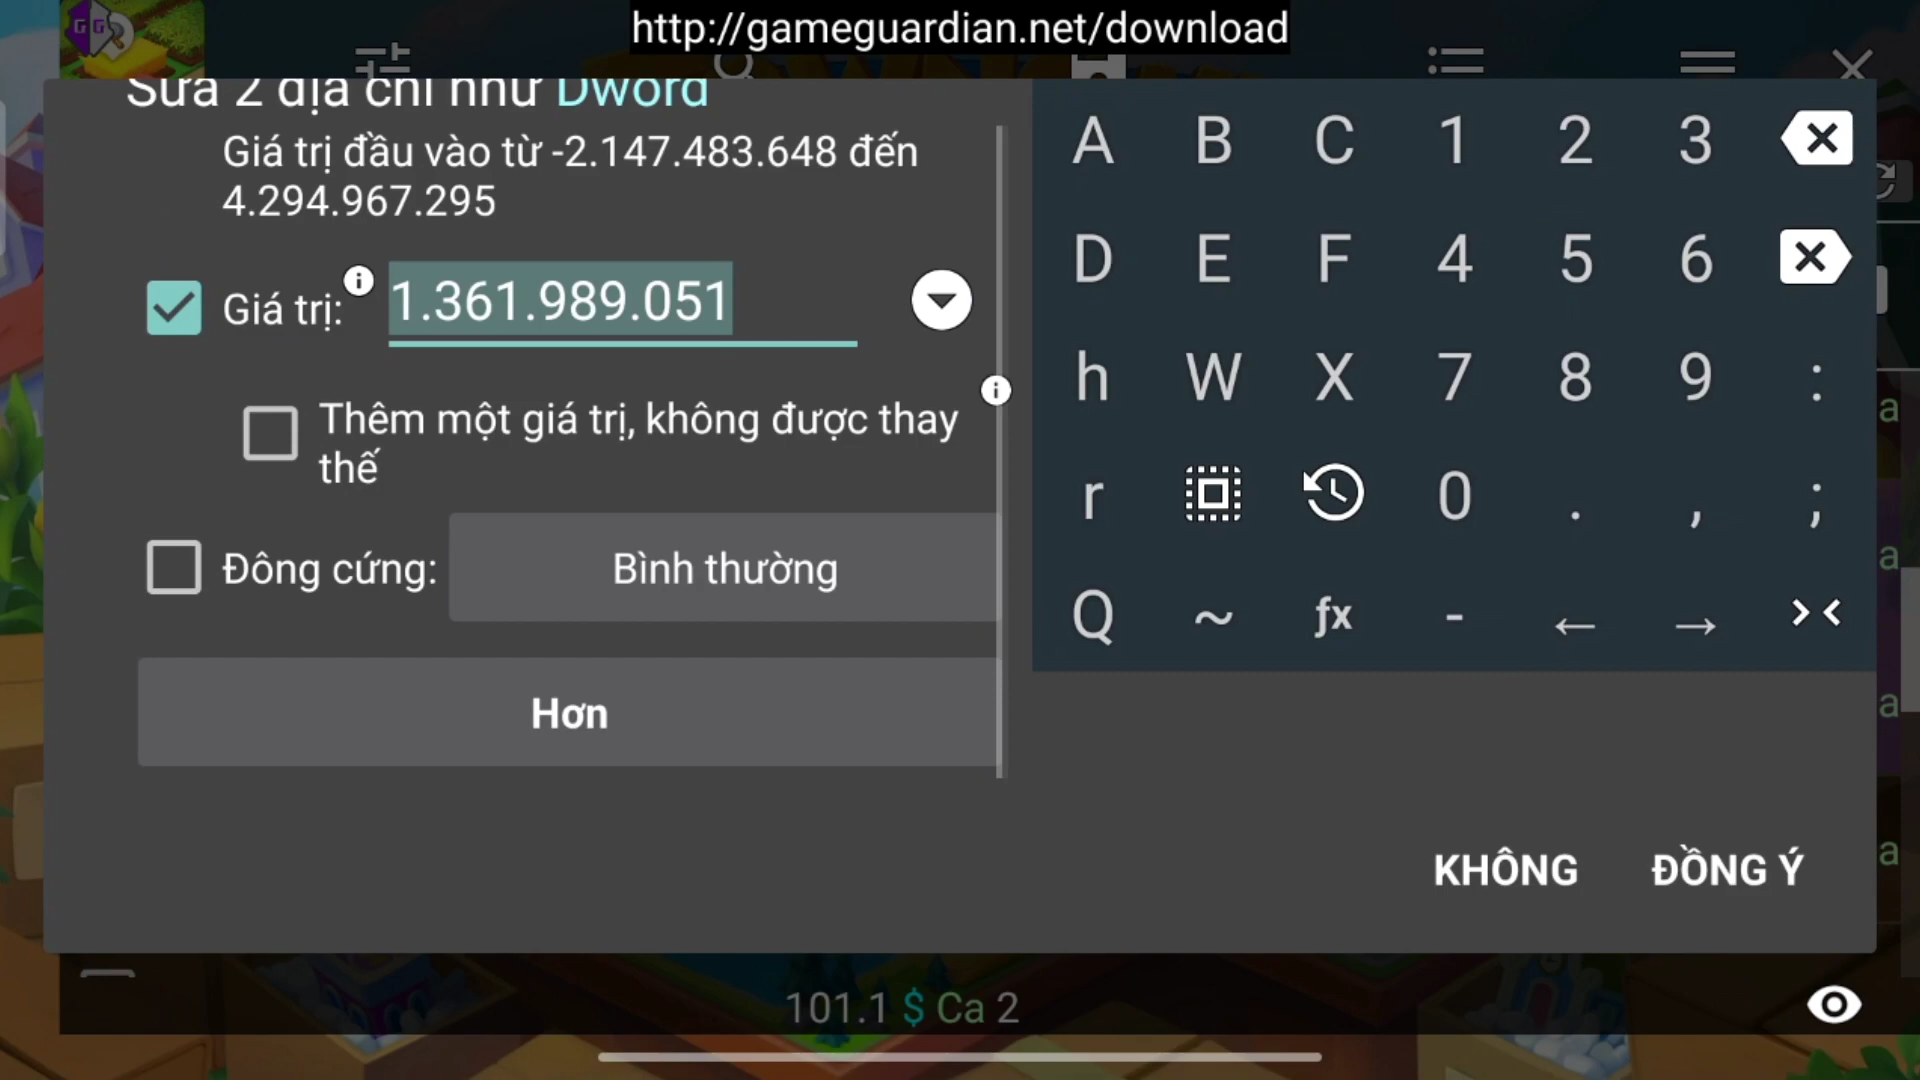 http://gameguardian.net/download
Sửa 2 địa chỉ như Dword
Giá trị đầu vào từ -2.147.483.648 đến
4.294.967.295
Giá trị: 1.361.989.051
Thêm một giá trị, không được thay
thế
Đông cứng: Bình thường
Hơn
A B C 1 2 3
D E F 4 5 6
h W X 7 8 9 :
r 0 . , ;
Q ~ ƒx - ← → ><
KHÔNG ĐỒNG Ý
a
a
a
a
101.1 $ Ca 2